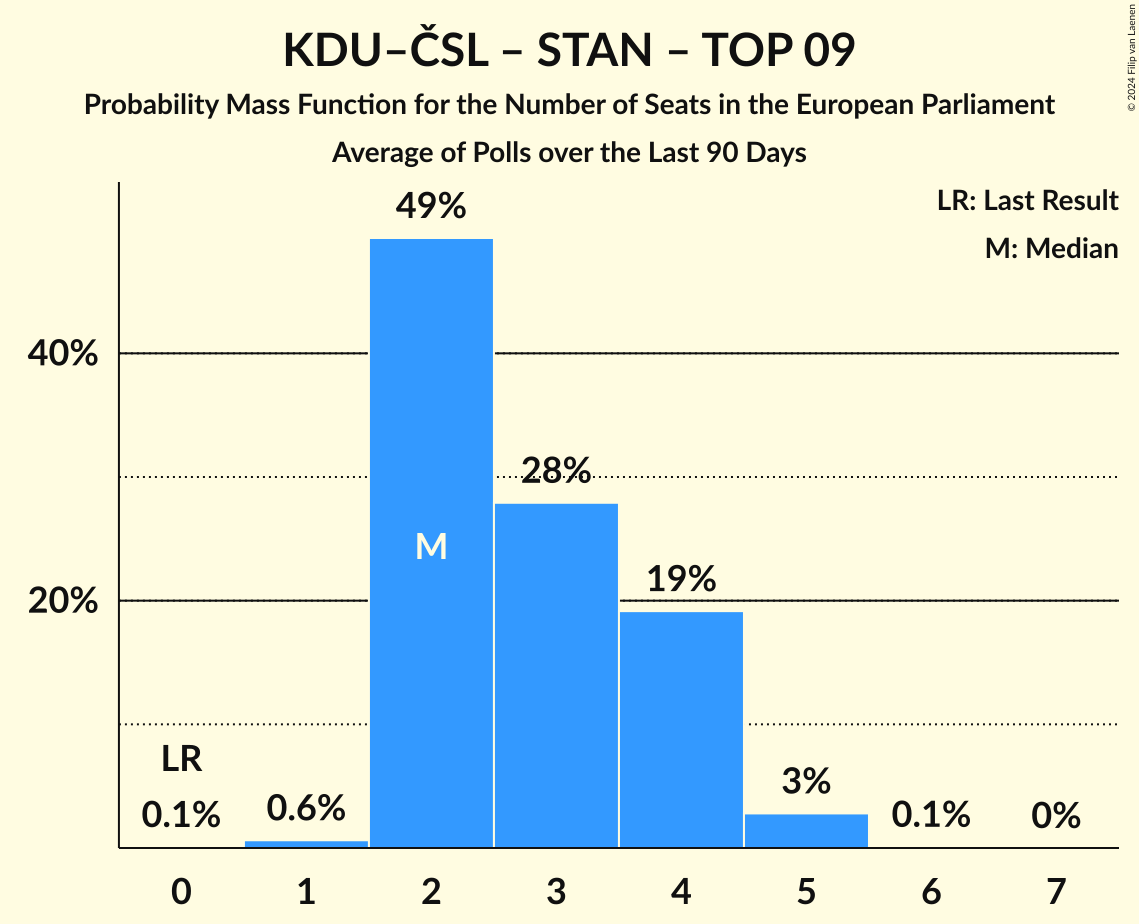 KDU–ČSL – STAN – TOP 09
Probability Mass Function for the Number of Seats in the European Parliament
Average of Polls over the Last 90 Days
© 2024 Filip van Laenen
LR: Last Result
M: Median
49%
40%
28%
M
19%
20%
LR
0.1%
0.6%
3%
0.1%
0%
0 1 2 3 4 5 6 7